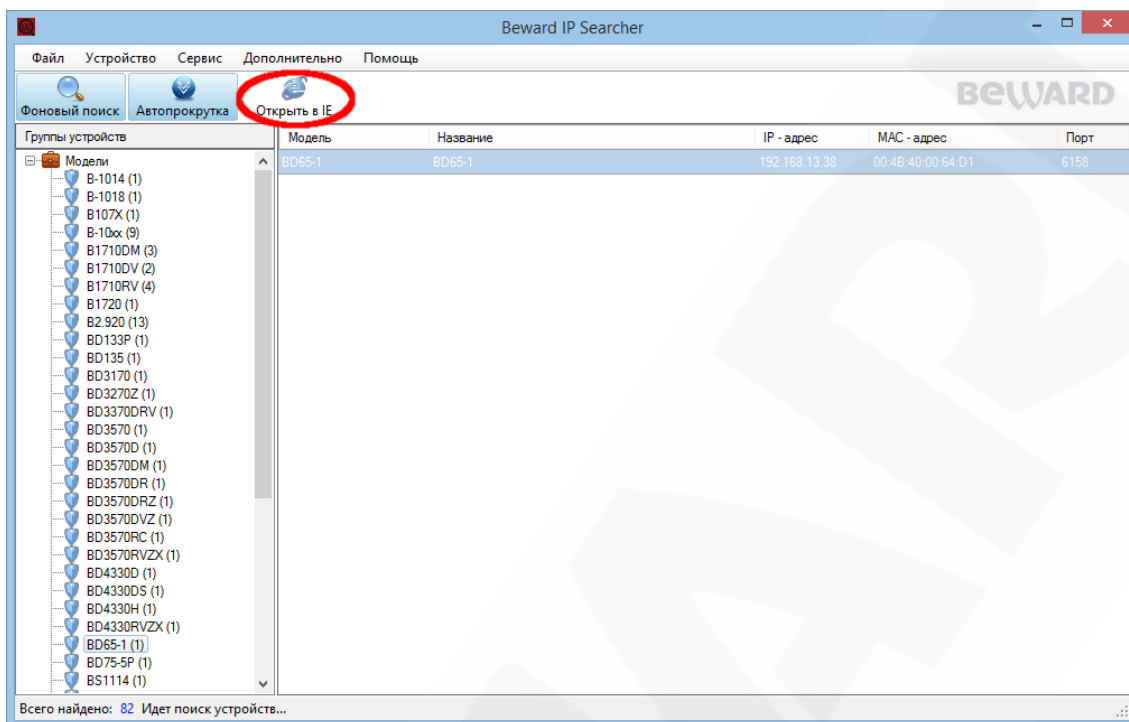 Beward IP Searcher
Файл Устройство Сервис Дополнительно Помощь
Фоновый поиск Автопрокрутка Открыть в IE BEWARD
Группы устройств Модель Название IP - адрес MAC - адрес Порт
Модели BD65-1 BD65-1 192.168.13.38 00:4B:40:00:64:D1 6158
B-1014 (1)
B-1018 (1)
B107X (1)
B-10xx (9)
B1710DM (3)
B1710DV (2)
B1710RV (4)
B1720 (1)
B2.920 (13)
BD133P (1)
BD135 (1)
BD3170 (1)
BD3270Z (1)
BD3370DRV (1)
BD3570 (1)
BD3570D (1)
BD3570DM (1)
BD3570DR (1)
BD3570DRZ (1)
BD3570DVZ (1)
BD3570RC (1)
BD3570RVZX (1)
BD4330D (1)
BD4330DS (1)
BD4330H (1)
BD4330RVZX (1)
BD65-1 (1)
BD75-5P (1)
BS1114 (1)
Всего найдено: 82 Идет поиск устройств...